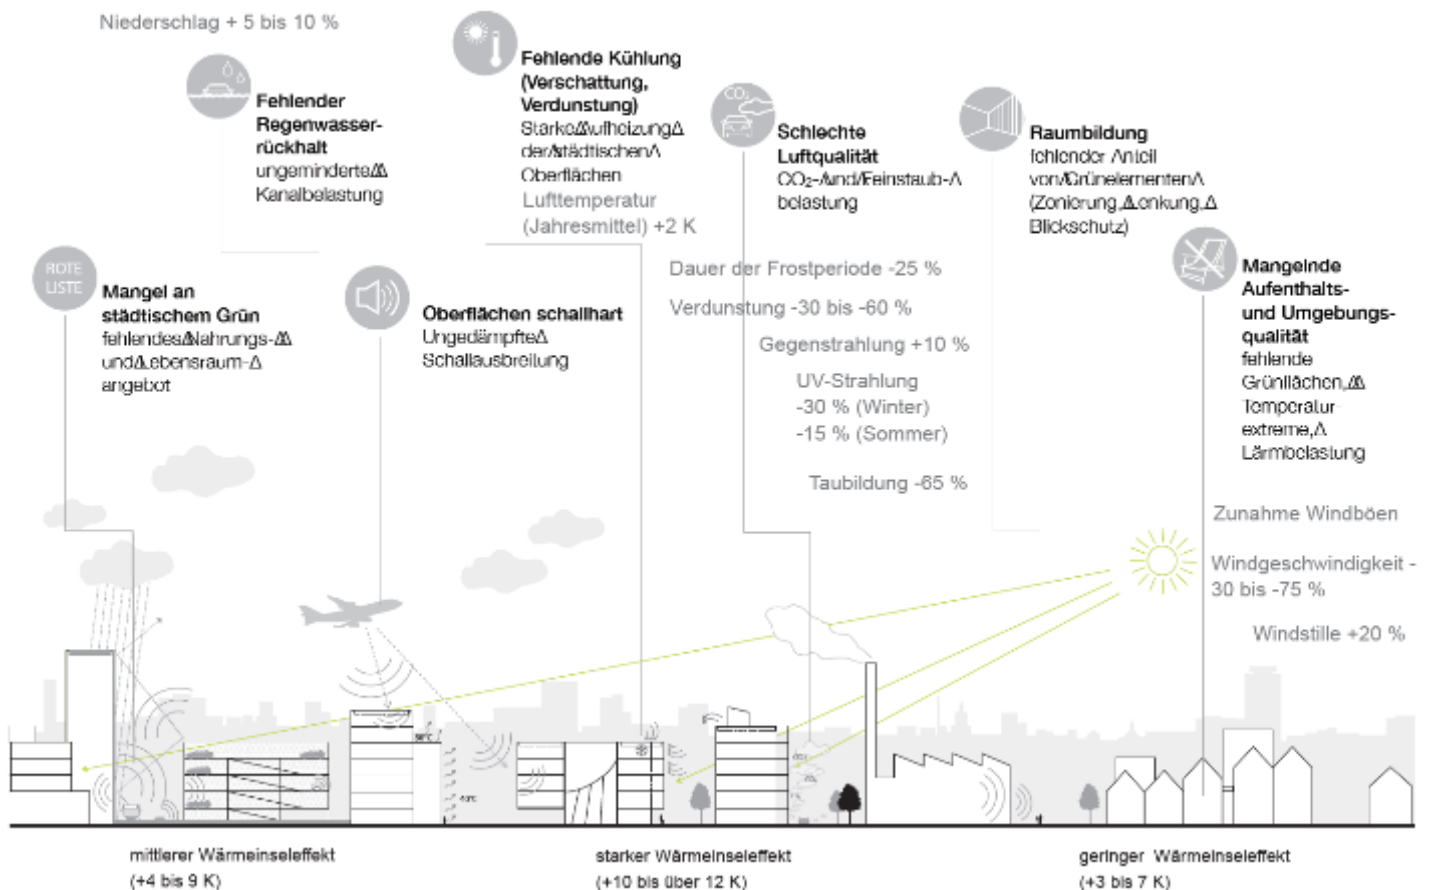 Niederschlag + 5 bis 10 %
Fehlender
Regenwasser-
rückhalt
ungeminderte
Kanalbelastung
Fehlende Kühlung
(Verschattung,
Verdunstung)
Starke Aufheizung
der städtischen
Oberflächen
Lufttemperatur
(Jahresmittel) +2 K
CO₂
Schlechte
Luftqualität
CO₂- und Feinstaub-
belastung
Raumbildung
fehlender Anteil
von Grünelementen
(Zonierung, Lenkung,
Blickschutz)
ROTE
LISTE
Mangel an
städtischem Grün
fehlendes Nahrungs-
und Lebensraum-
angebot
Oberflächen schallhart
Ungedämpfte
Schallausbreitung
Dauer der Frostperiode -25 %
Verdunstung -30 bis -60 %
Gegenstrahlung +10 %
UV-Strahlung
-30 % (Winter)
-15 % (Sommer)
Taubildung -65 %
Mangelnde
Aufenthalts-
und Umgebungs-
qualität
fehlende
Grünflächen,
Temperatur
extreme,
Lärmbelastung
Zunahme Windböen
Windgeschwindigkeit -
30 bis -75 %
Windstille +20 %
mittlerer Wärmeinseleffekt
(+4 bis 9 K)
starker Wärmeinseleffekt
(+10 bis über 12 K)
geringer Wärmeinseleffekt
(+3 bis 7 K)